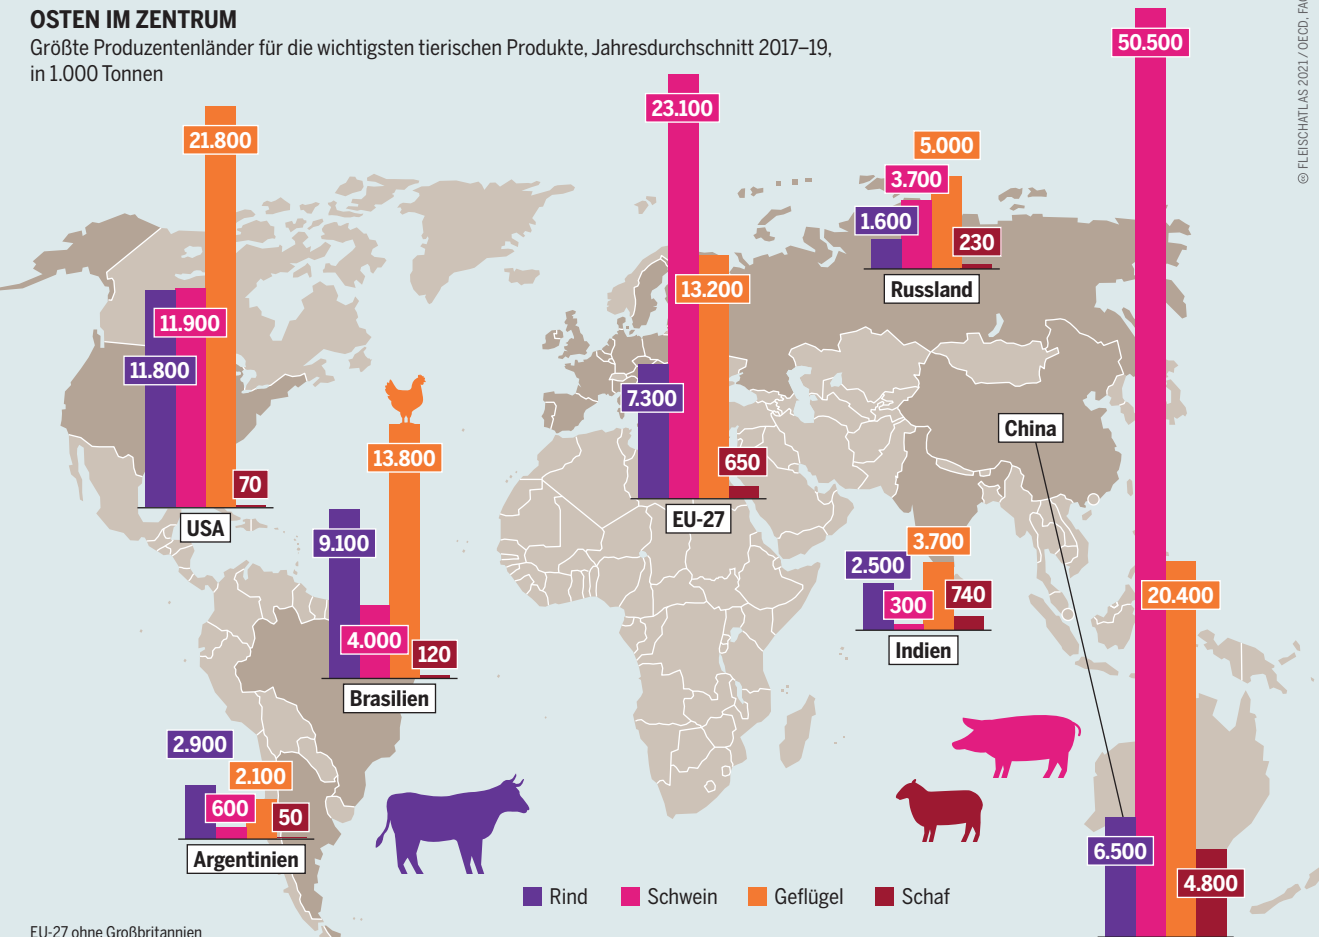 OSTEN IM ZENTRUM
Größte Produzentenländer für die wichtigsten tierischen Produkte, Jahresdurchschnitt 2017–19,
in 1.000 Tonnen
21.800
11.900
11.800
70
USA
13.800
9.100
4.000
120
Brasilien
2.900
2.100
600
50
Argentinien
23.100
13.200
7.300
650
EU-27
5.000
3.700
1.600
230
Russland
3.700
2.500
740
300
Indien
China
50.500
20.400
6.500
4.800
Rind
Schwein
Geflügel
Schaf
EU-27 ohne Großbritannien
FLEISCHATLAS 2021 / OECD, FAO